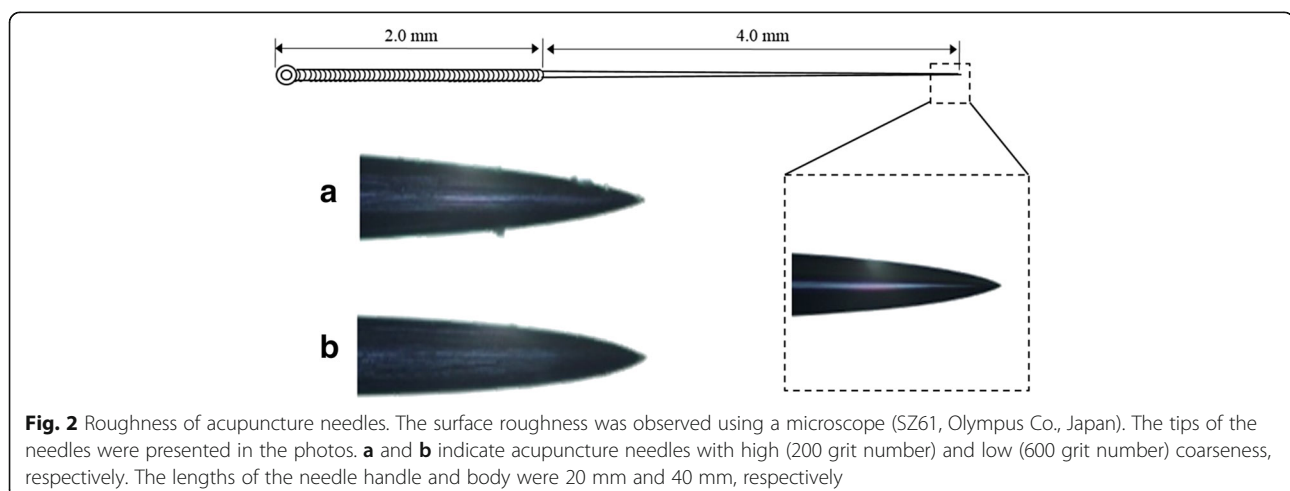 2.0 mm 4.0 mm
a
b
Fig. 2 Roughness of acupuncture needles. The surface roughness was observed using a microscope (SZ61, Olympus Co., Japan). The tips of the
needles were presented in the photos. a and b indicate acupuncture needles with high (200 grit number) and low (600 grit number) coarseness,
respectively. The lengths of the needle handle and body were 20 mm and 40 mm, respectively